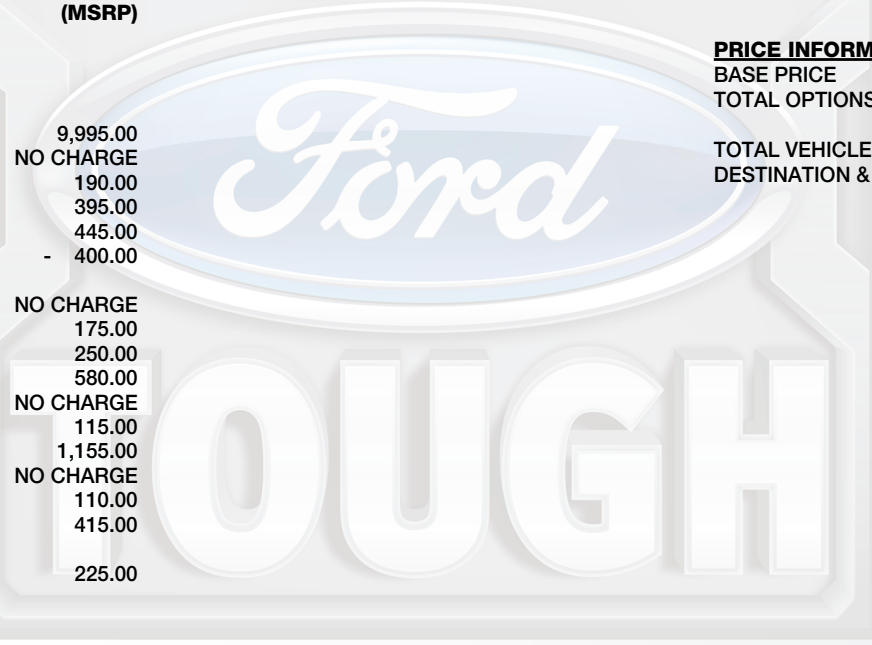 (MSRP)
9,995.00
NO CHARGE
190.00
395.00
445.00
- 400.00
NO CHARGE
175.00
250.00
580.00
NO CHARGE
115.00
1,155.00
NO CHARGE
110.00
415.00
225.00
PRICE INFORM
BASE PRICE
TOTAL OPTIONS
TOTAL VEHICLE
DESTINATION &
Ford
TOUGH